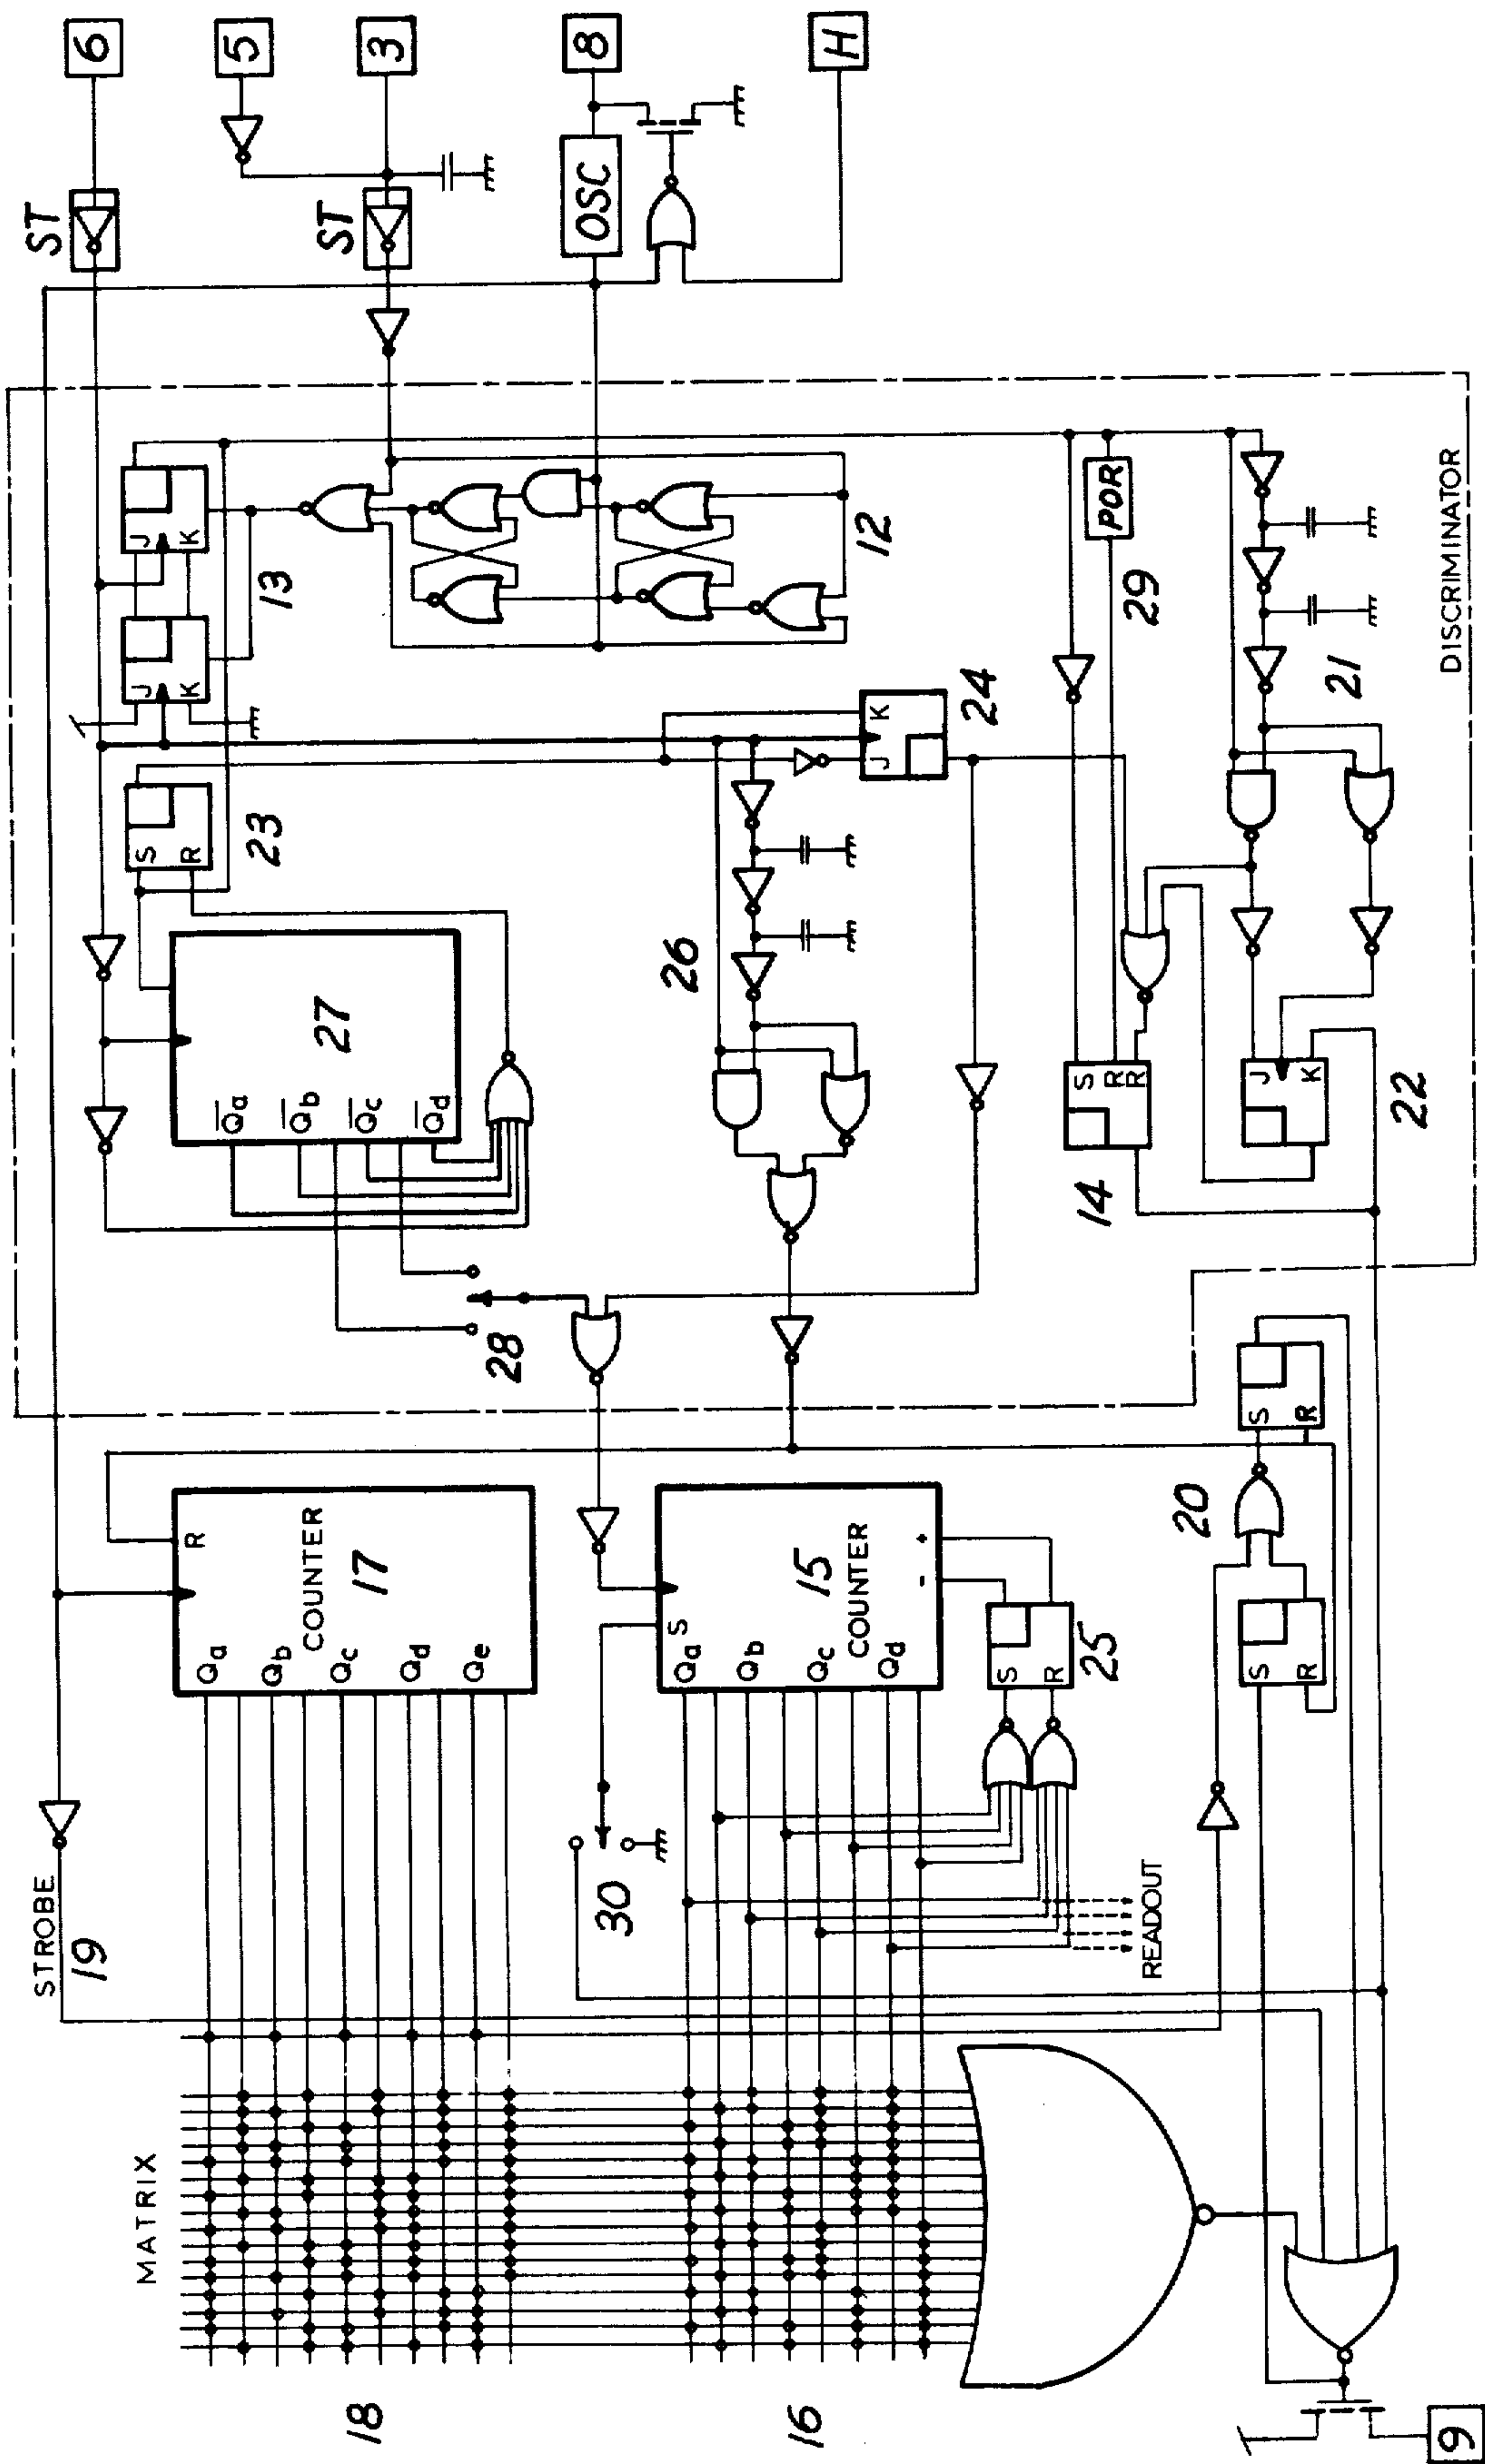 6
5
3
8
H
ST
ST
OSC
J
K
13
J
K
12
POR
29
21
DISCRIMINATOR
S
R
23
K
J
24
27
Q̅a
Q̅b
Q̅c
Q̅d
26
S
R
R
14
J
K
22
28
R
COUNTER
17
Qa
Qb
Qc
Qd
Qe
S
COUNTER
15
Qa
Qb
Qc
Qd
-
+
S
R
20
S
R
S
R
25
STROBE
19
30
READOUT
MATRIX
18
16
9